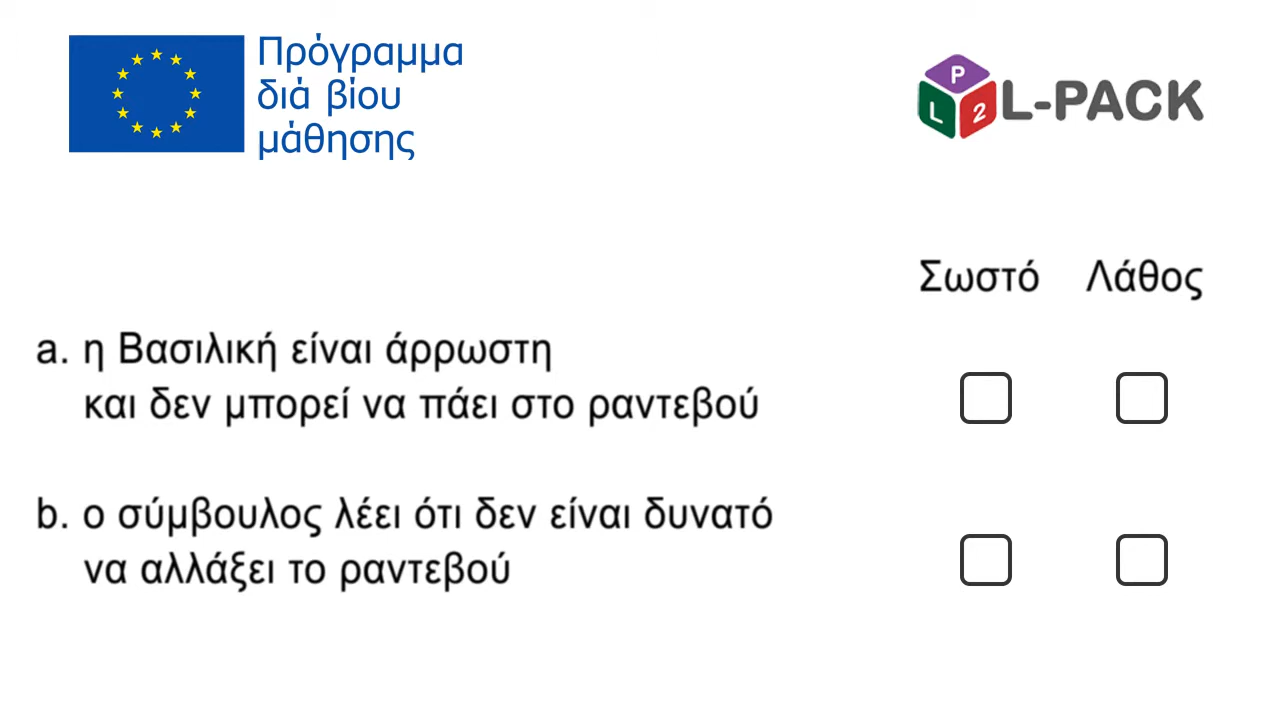 Πρόγραμμα
διά βίου
μάθησης
P
L
2
L-PACK
Σωστό Λάθος
a. η Βασιλική είναι άρρωστη
και δεν μπορεί να πάει στο ραντεβού
b. ο σύμβουλος λέει ότι δεν είναι δυνατό
να αλλάξει το ραντεβού